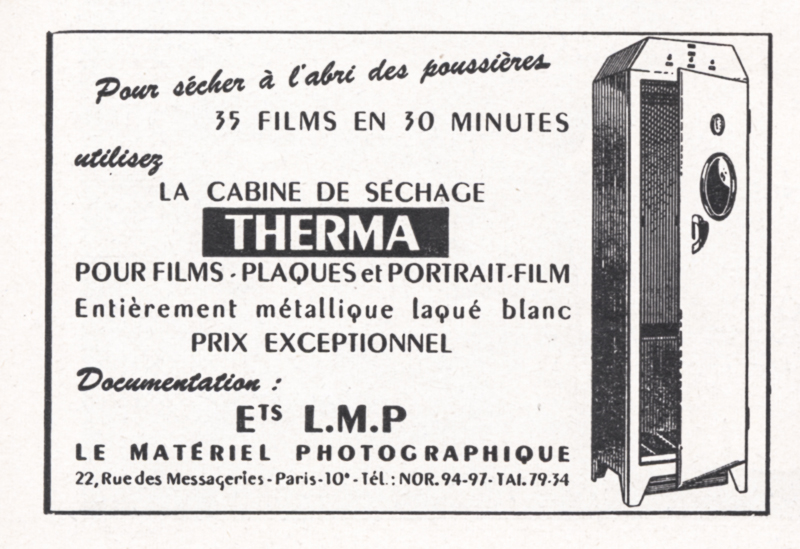 Pour sécher à l'abri des poussières
35 FILMS EN 30 MINUTES
utilisez
LA CABINE DE SÉCHAGE
THERMA
POUR FILMS - PLAQUES et PORTRAIT-FILM
Entièrement métallique laqué blanc
PRIX EXCEPTIONNEL
Documentation :
Ets L.M.P
LE MATÉRIEL PHOTOGRAPHIQUE
22, Rue des Messageries - Paris-10e - Tél. : NOR. 94-97 - TAI. 79-34